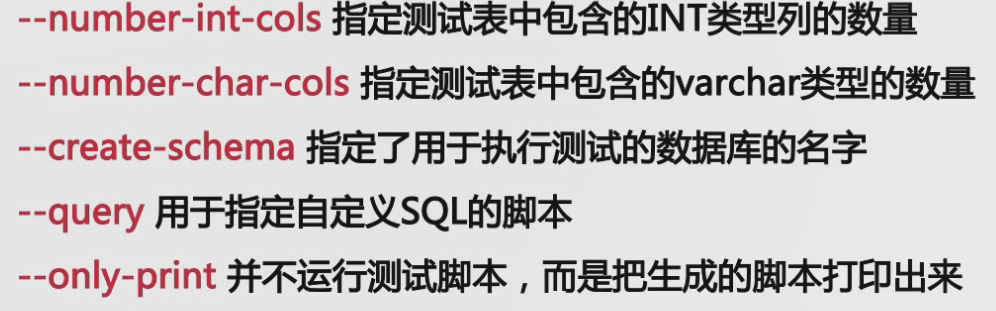 --number-int-cols 指定测试表中包含的INT类型列的数量
--number-char-cols 指定测试表中包含的varchar类型的数量
--create-schema 指定了用于执行测试的数据库的名字
--query 用于指定自定义SQL的脚本
--only-print 并不运行测试脚本，而是把生成的脚本打印出来